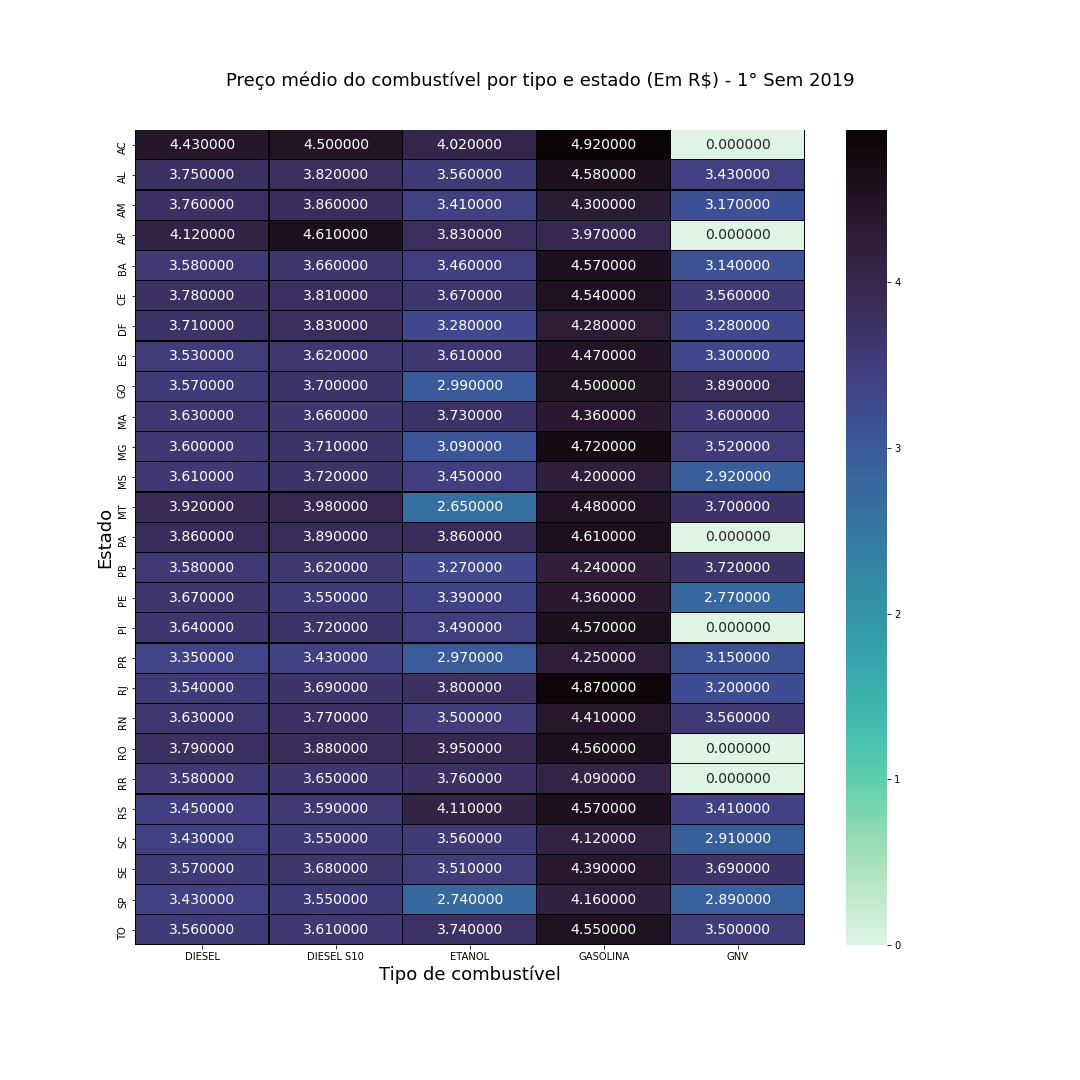 Preço médio do combustível por tipo e estado (Em R$) - 1° Sem 2019
AC 4.430000 4.500000 4.020000 4.920000 0.000000
AL 3.750000 3.820000 3.560000 4.580000 3.430000
AM 3.760000 3.860000 3.410000 4.300000 3.170000
AP 4.120000 4.610000 3.830000 3.970000 0.000000
BA 3.580000 3.660000 3.460000 4.570000 3.140000
CE 3.780000 3.810000 3.670000 4.540000 3.560000
DF 3.710000 3.830000 3.280000 4.280000 3.280000
ES 3.530000 3.620000 3.610000 4.470000 3.300000
GO 3.570000 3.700000 2.990000 4.500000 3.890000
MA 3.630000 3.660000 3.730000 4.360000 3.600000
MG 3.600000 3.710000 3.090000 4.720000 3.520000
MS 3.610000 3.720000 3.450000 4.200000 2.920000
MT 3.920000 3.980000 2.650000 4.480000 3.700000
PA 3.860000 3.890000 3.860000 4.610000 0.000000
PB 3.580000 3.620000 3.270000 4.240000 3.720000
PE 3.670000 3.550000 3.390000 4.360000 2.770000
PI 3.640000 3.720000 3.490000 4.570000 0.000000
PR 3.350000 3.430000 2.970000 4.250000 3.150000
RJ 3.540000 3.690000 3.800000 4.870000 3.200000
RN 3.630000 3.770000 3.500000 4.410000 3.560000
RO 3.790000 3.880000 3.950000 4.560000 0.000000
RR 3.580000 3.650000 3.760000 4.090000 0.000000
RS 3.450000 3.590000 4.110000 4.570000 3.410000
SC 3.430000 3.550000 3.560000 4.120000 2.910000
SE 3.570000 3.680000 3.510000 4.390000 3.690000
SP 3.430000 3.550000 2.740000 4.160000 2.890000
TO 3.560000 3.610000 3.740000 4.550000 3.500000
DIESEL DIESEL S10 ETANOL GASOLINA GNV
Tipo de combustível
Estado
4
3
2
1
0